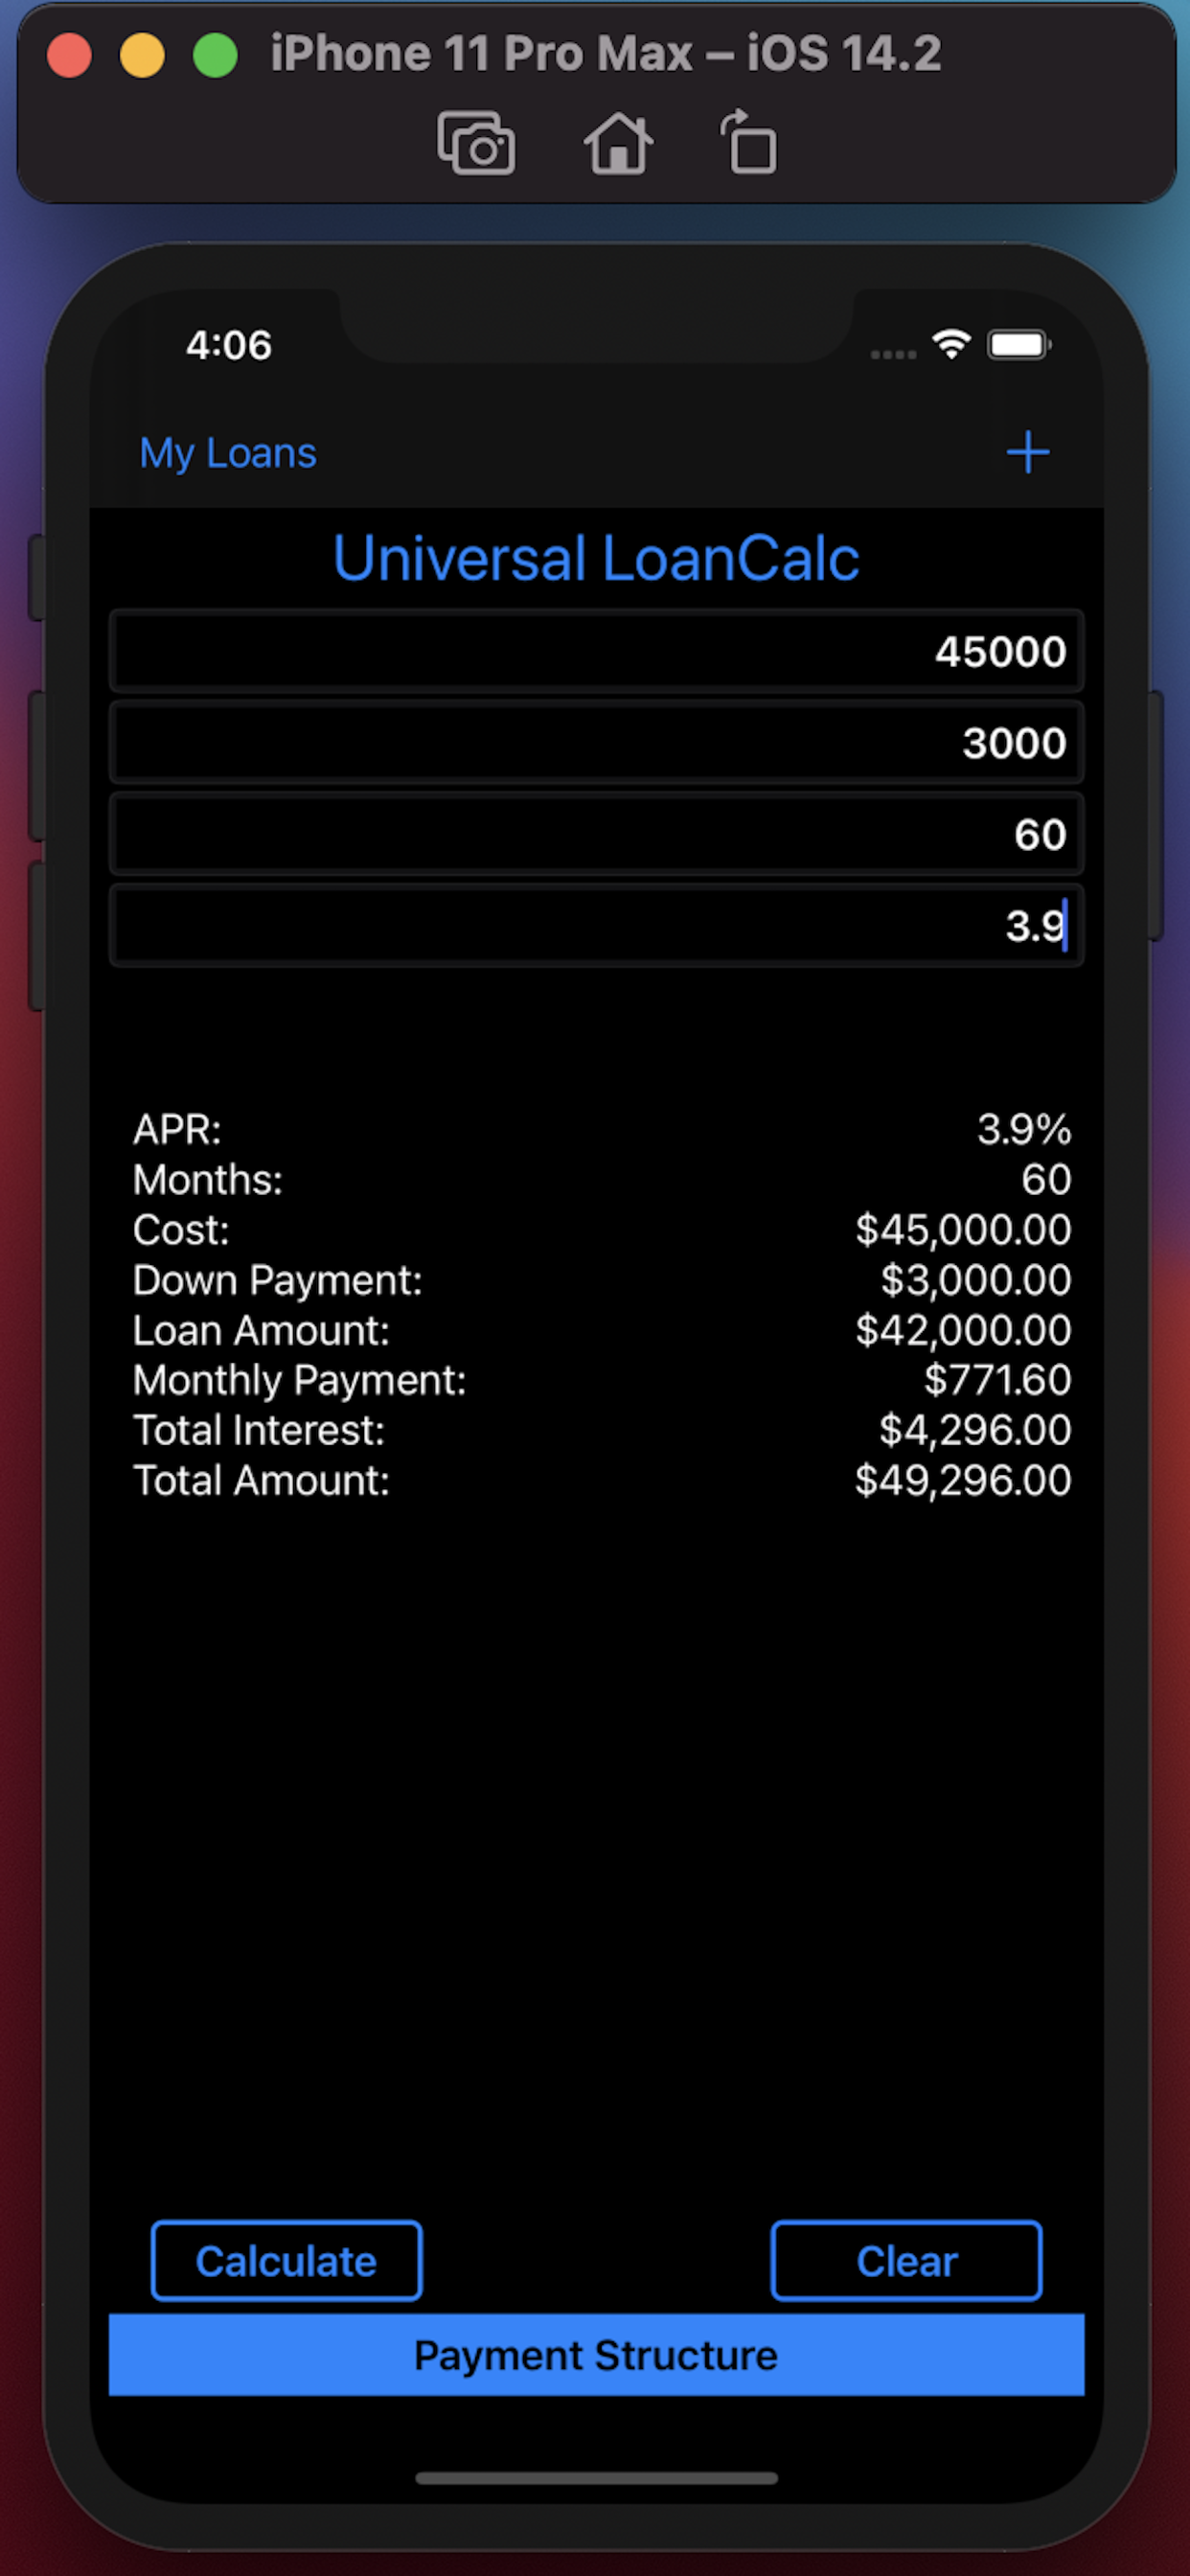 iPhone 11 Pro Max – iOS 14.2
4:06
My Loans +
Universal LoanCalc
45000
3000
60
3.9
APR: 3.9%
Months: 60
Cost: $45,000.00
Down Payment: $3,000.00
Loan Amount: $42,000.00
Monthly Payment: $771.60
Total Interest: $4,296.00
Total Amount: $49,296.00
Calculate Clear
Payment Structure